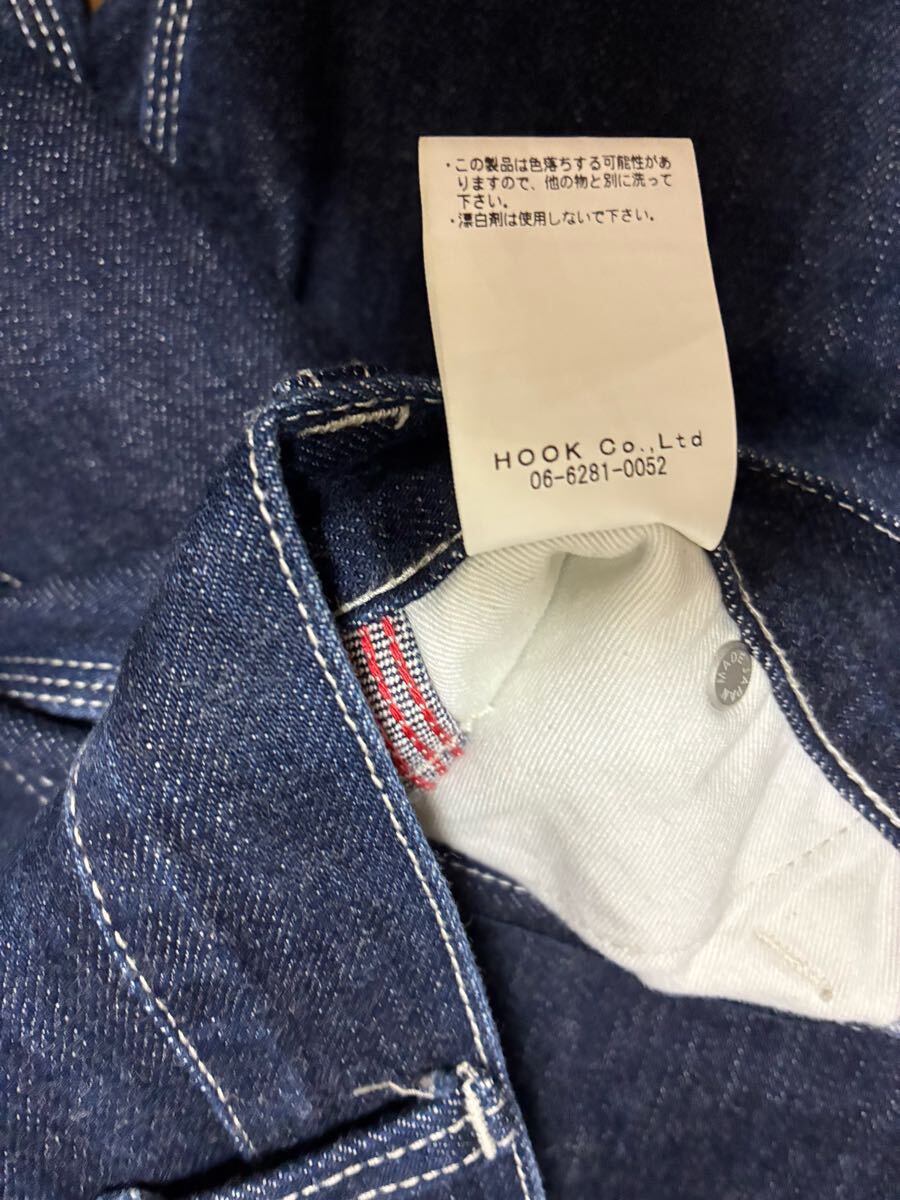 ・この製品は色落ちする可能性があ
りますので、他の物と別に洗って
下さい。
・漂白剤は使用しないで下さい。
HOOK Co.,Ltd
06-6281-0052
MADE JAPAN